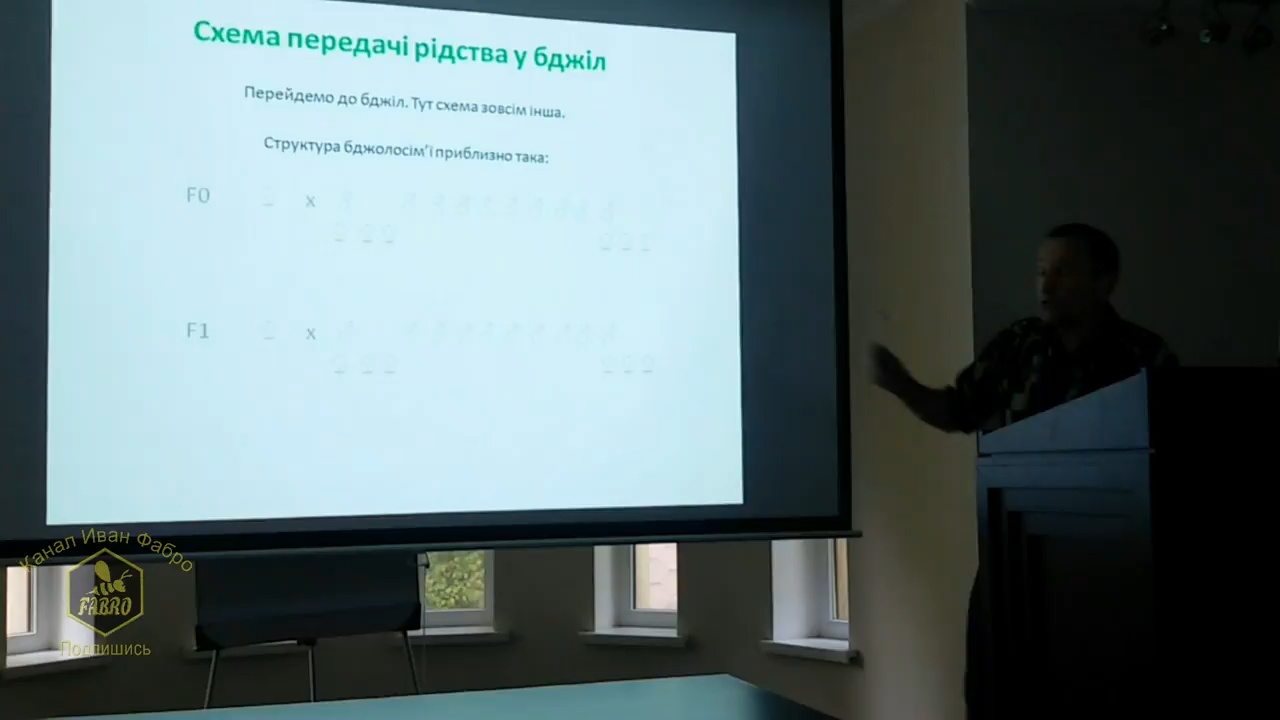 Схема передачі рідства у бджіл
Перейдемо до бджіл. Тут схема зовсім інша.
Структура бджолосім'ї приблизно така:
F0 x
F1 x
Канал Иван Фабро
FABRO
Подпишись